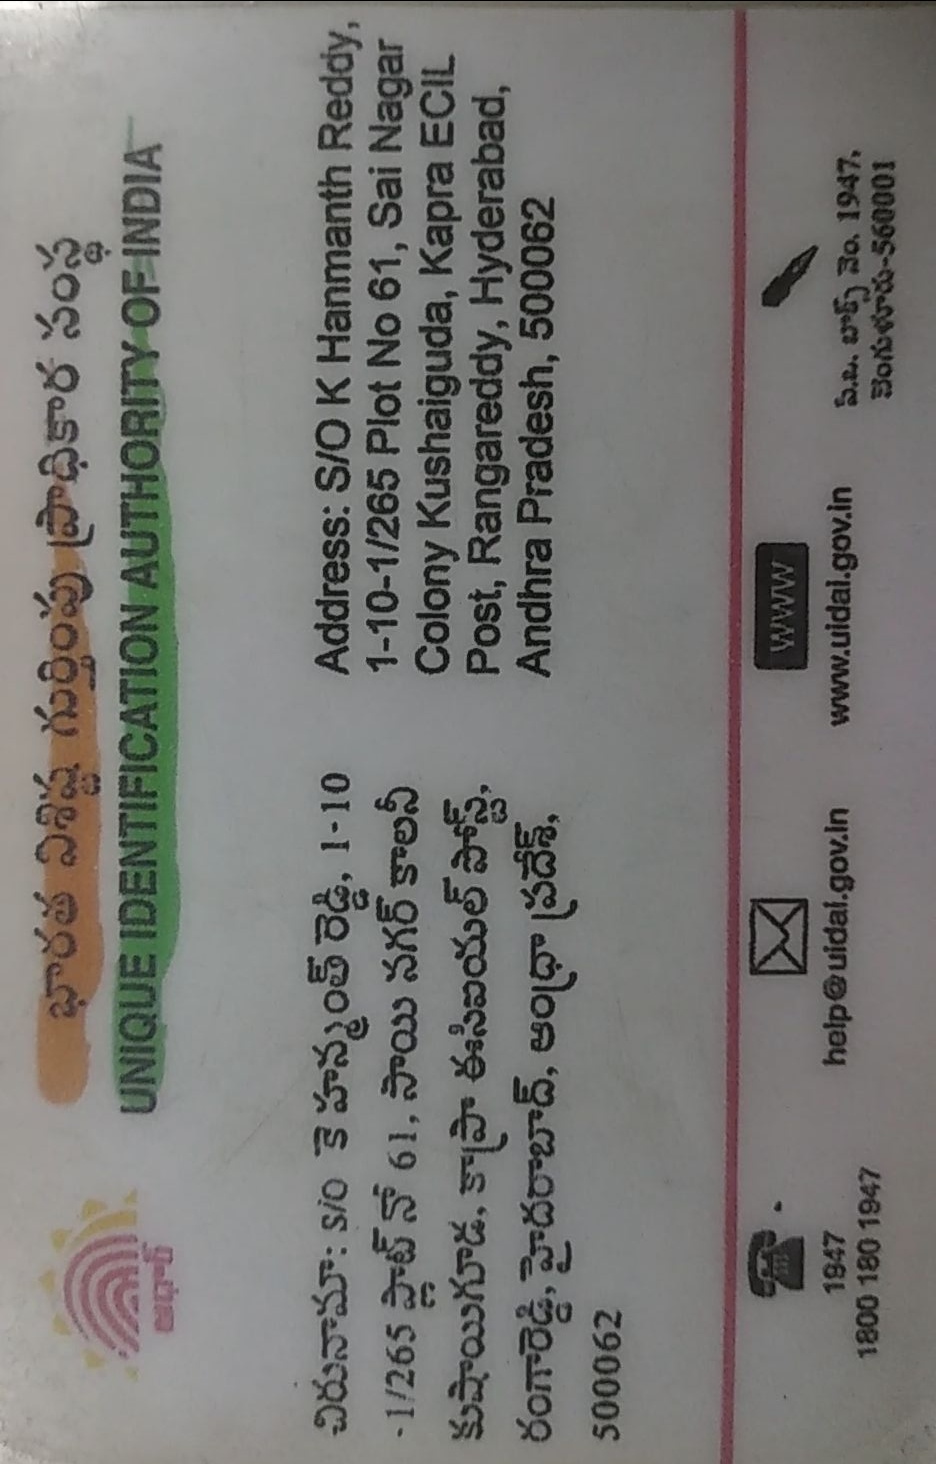 భారత విశిష్ట గుర్తింపు ప్రాధికార సంస్థ
UNIQUE IDENTIFICATION AUTHORITY OF INDIA
ఆధార్
చిరునామా: S/O కె హన్మంత్ రెడ్డి, 1-10
-1/265 ప్లాట్ నో 61, సాయి నగర్ కాలనీ
కుషాయిగూడ, కాప్రా ఈసిఐయల్ పోస్ట్,
రంగారెడ్డి, హైదరాబాద్, ఆంధ్రా ప్రదేశ్,
500062
Address: S/O K Hanmanth Reddy,
1-10-1/265 Plot No 61, Sai Nagar
Colony Kushaiguda, Kapra ECIL
Post, Rangareddy, Hyderabad,
Andhra Pradesh, 500062
1947
1800 180 1947
help@uidai.gov.in
WWW
www.uidai.gov.in
పి.ఒ. బాక్స్ నెం. 1947,
బెంగుళూరు-560001